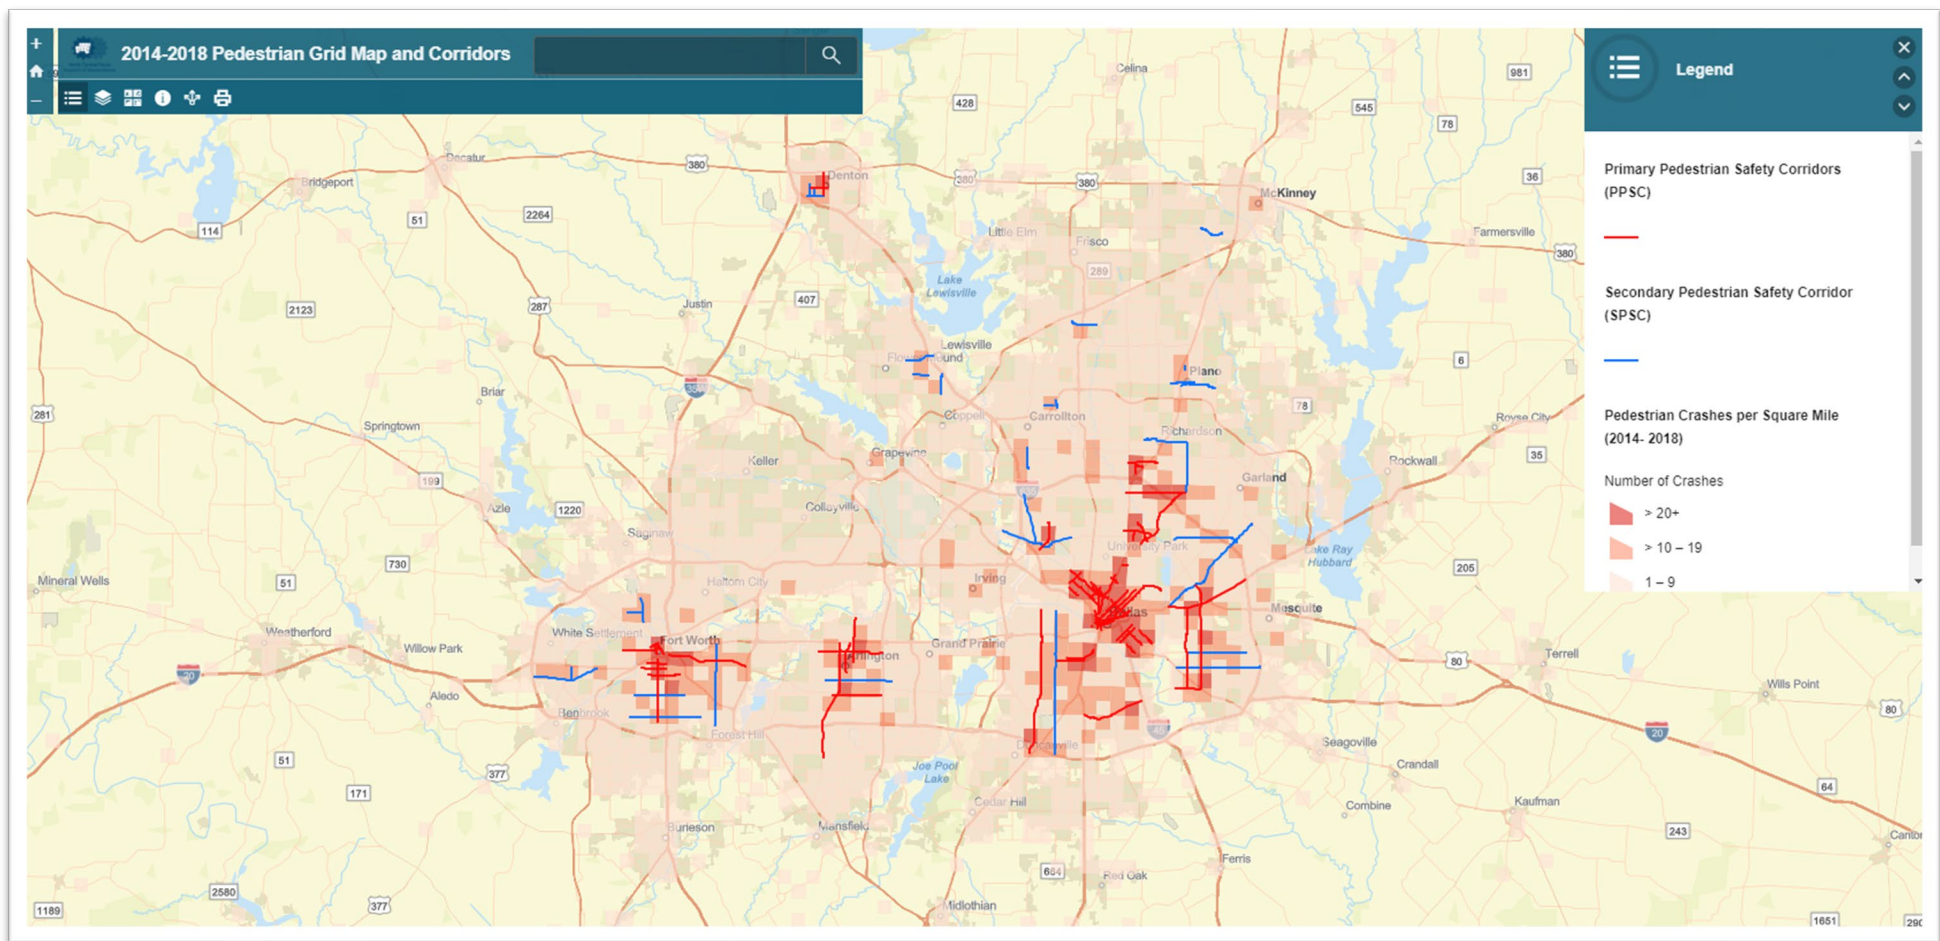 2014-2018 Pedestrian Grid Map and Corridors
Legend
Primary Pedestrian Safety Corridors
(PPSC)
Secondary Pedestrian Safety Corridor
(SPSC)
Pedestrian Crashes per Square Mile
(2014- 2018)
Number of Crashes
> 20+
> 10 – 19
1 – 9
Celina
981
428
545
78
Decatur
380
Bridgeport
Denton
380
380
36
McKinney
51
2264
114
Little Elm
Frisco
Farmersville
380
289
Lake
Lewisville
407
Justin
287
2123
Lewisville
6
Plano
Briar
281
78
Coppell
Carrollton
Royse City
Springtown
Richardson
Grapevine
35
Keller
Rockwall
199
Garland
Azle
1220
Colleyville
Saginaw
University Park
Lake Ray
Hubbard
730
205
Mineral Wells
51
Haltom City
Irving
Mesquite
Weatherford
White Settlement
Fort Worth
Willow Park
Grand Prairie
Terrell
80
20
Wills Point
Aledo
80
Benbrook
Forest Hill
20
Duncanville
Seagoville
51
377
Joe Pool
Lake
Crandall
64
171
Cedar Hill
Combine
Kaufman
Burleson
Mansfield
243
Ferris
664
Red Oak
2580
377
1189
Midlothian
1651